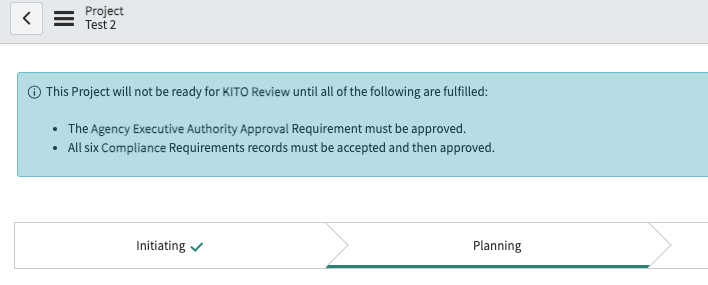 Project
Test 2
This Project will not be ready for KITO Review until all of the following are fulfilled:
• The Agency Executive Authority Approval Requirement must be approved.
• All six Compliance Requirements records must be accepted and then approved.
Initiating
Planning